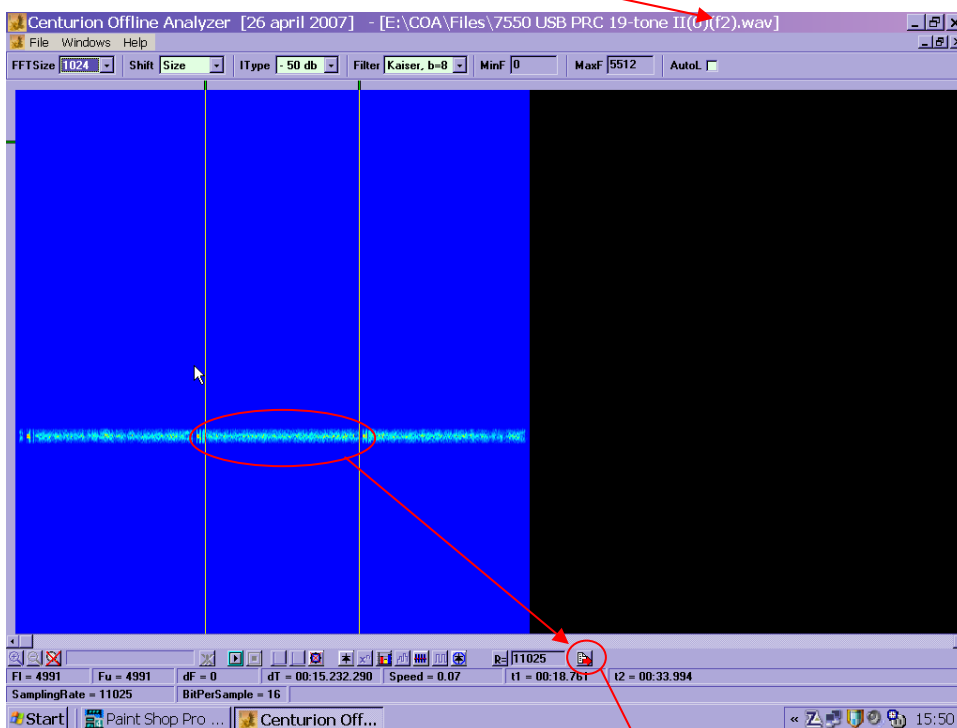 Centurion Offline Analyzer [26 april 2007] - [E:\COA\Files\7550 USB PRC 19-tone II(0)(f2).wav]
File Windows Help
FFTSize 1024 Shift Size IType - 50 db Filter Kaiser, b=8 MinF 0 MaxF 5512 AutoL
R= 11025
Fl = 4991 Fu = 4991 dF = 0 dT = 00:15.232.290 Speed = 0.07 t1 = 00:18.761 t2 = 00:33.994
SamplingRate = 11025 BitPerSample = 16
Start Paint Shop Pro ... Centurion Off... « 15:50